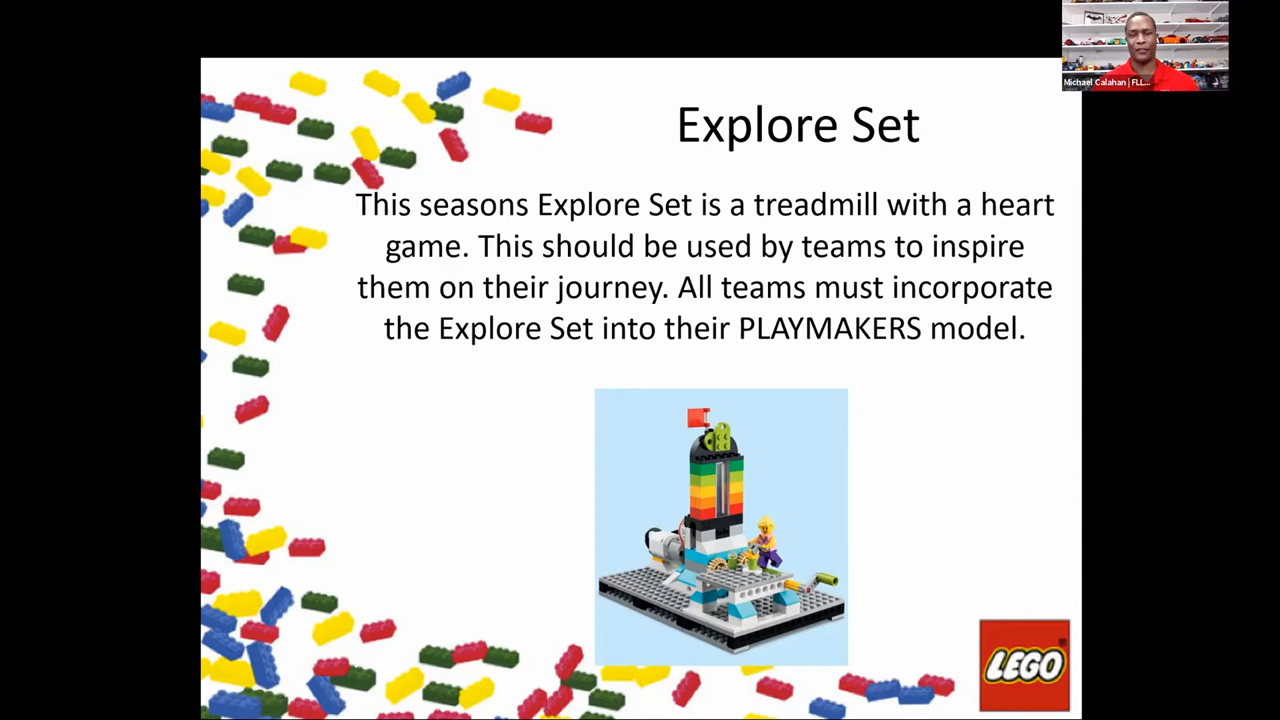 Michael Calahan | FLL...
Explore Set
This seasons Explore Set is a treadmill with a heart
game. This should be used by teams to inspire
them on their journey. All teams must incorporate
the Explore Set into their PLAYMAKERS model.
LEGO